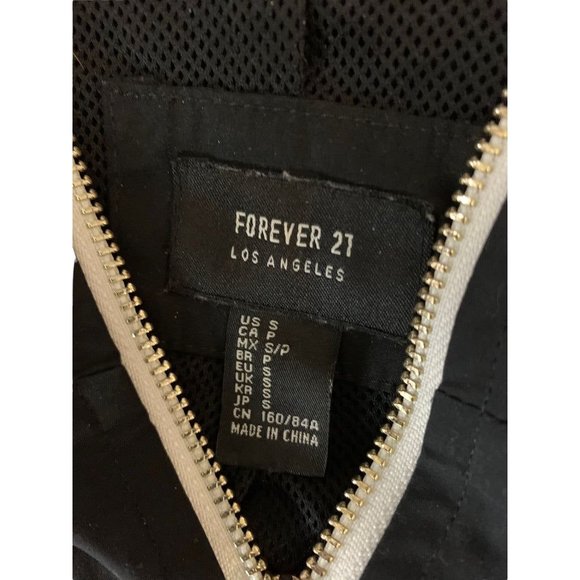 FOREVER 21
LOS ANGELES
US S
CA P
MX S/P
BR P
EU S
UK S
KR S
JP S
CN 160/84A
MADE IN CHINA